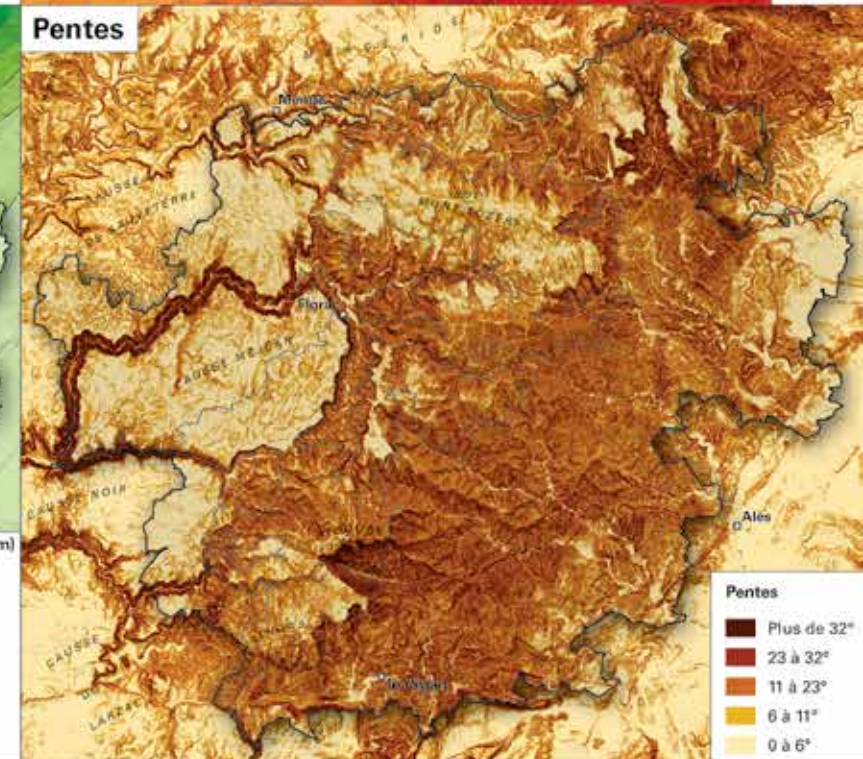 Pentes
Mende
CAUSSE
DE SAUVETERRE
MONT LOZÈRE
Florac
CAUSSE MÉJEAN
CAUSSE NOIR
Alès
m)
le Vigan
CAUSSE
DU
LARZAC
Pentes
Plus de 32°
23 à 32°
11 à 23°
6 à 11°
0 à 6°